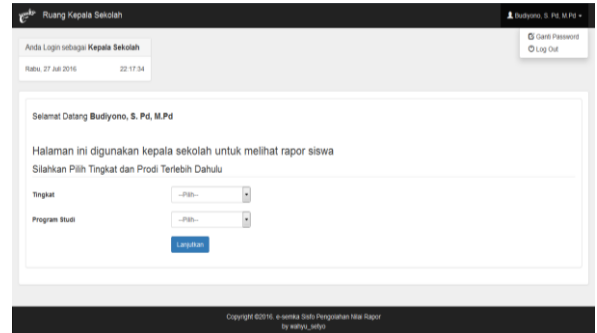 Ruang Kepala Sekolah
Budiyono, S. Pd, M.Pd
Ganti Password
Log Out
Anda Login sebagai Kepala Sekolah
Rabu, 27 Juli 2016 22:17:34
Selamat Datang Budiyono, S. Pd, M.Pd
Halaman ini digunakan kepala sekolah untuk melihat rapor siswa
Silahkan Pilih Tingkat dan Prodi Terlebih Dahulu
Tingkat --Pilih--
Program Studi --Pilih--
Lanjutkan
Copyright ©2016. e-semka Sisfo Pengolahan Nilai Rapor
by wahyu_setyo